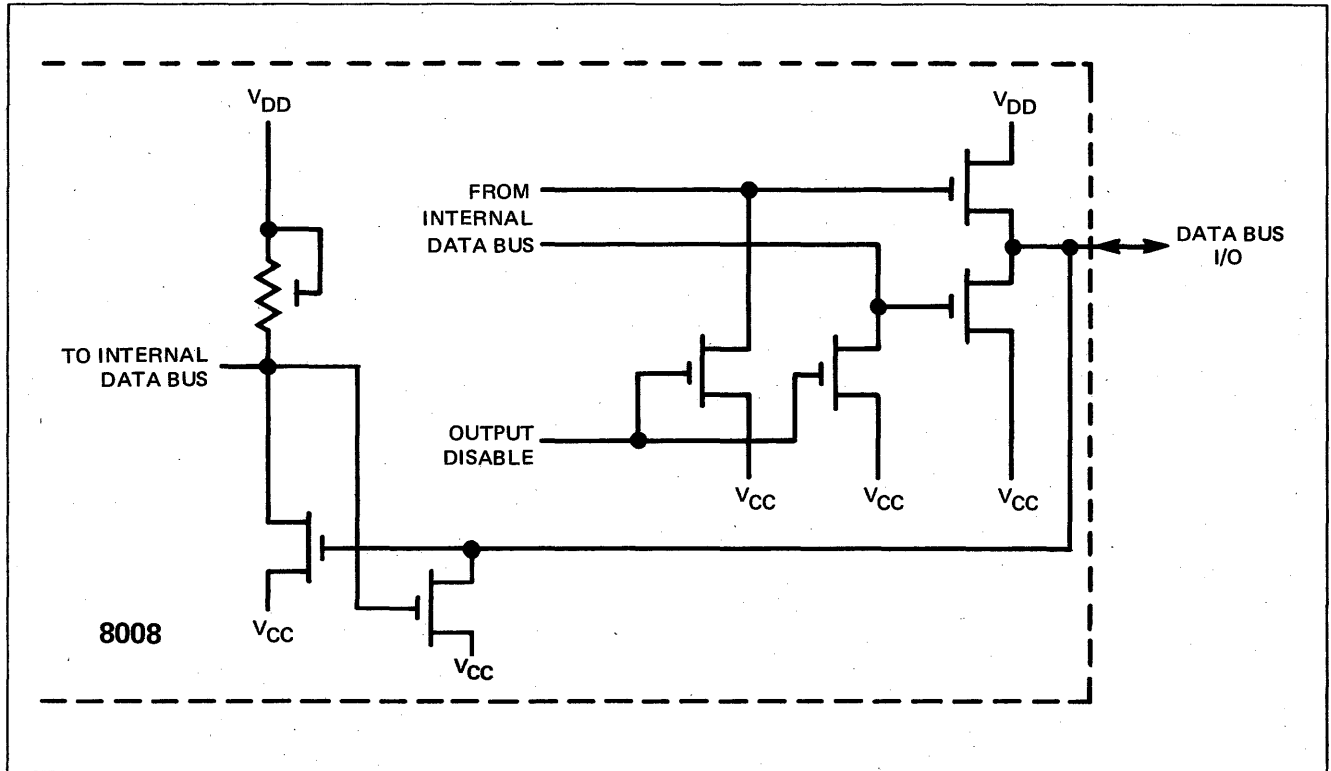 VDD
VDD
FROM
INTERNAL
DATA BUS
DATA BUS
I/O
TO INTERNAL
DATA BUS
OUTPUT
DISABLE
VCC
VCC
VCC
VCC
8008
VCC